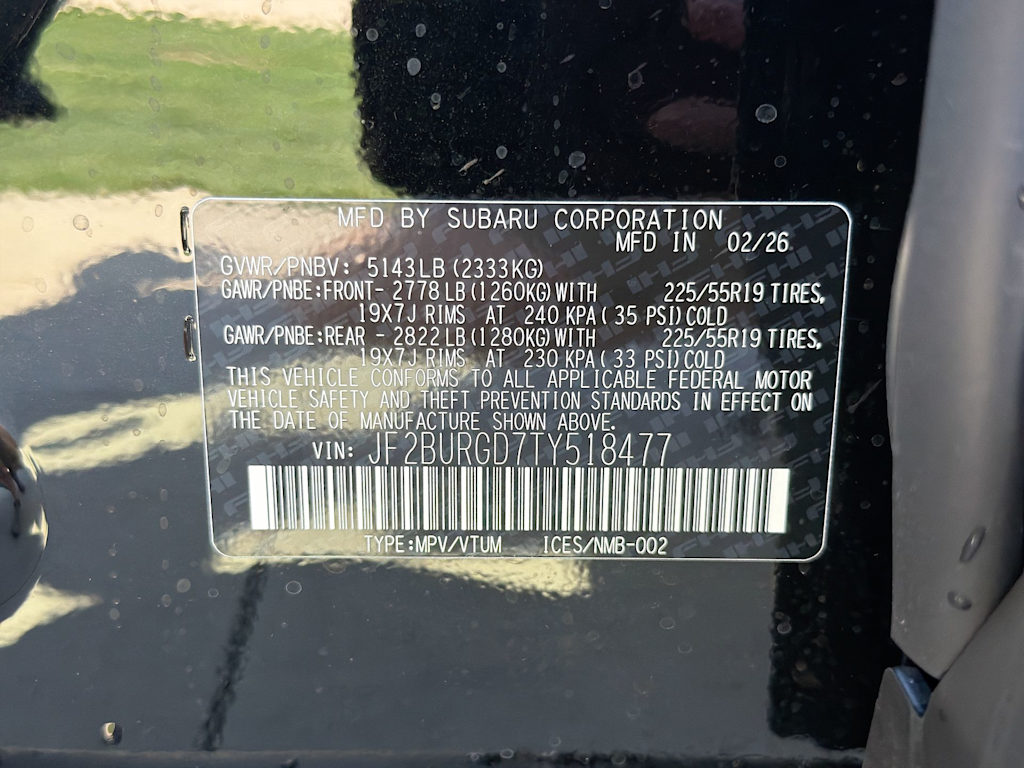 MFD BY SUBARU CORPORATION
MFD IN 02/26
GVWR/PNBV: 5143LB (2333KG)
GAWR/PNBE:FRONT- 2778 LB (1260KG) WITH 225/55R19 TIRES,
19X7J RIMS AT 240 KPA ( 35 PSI) COLD
GAWR/PNBE:REAR - 2822 LB (1280KG) WITH 225/55R19 TIRES,
19X7J RIMS AT 230 KPA ( 33 PSI) COLD
THIS VEHICLE CONFORMS TO ALL APPLICABLE FEDERAL MOTOR
VEHICLE SAFETY AND THEFT PREVENTION STANDARDS IN EFFECT ON
THE DATE OF MANUFACTURE SHOWN ABOVE.
VIN: JF2BURGD7TY518477
TYPE:MPV/VTUM ICES/NMB-002